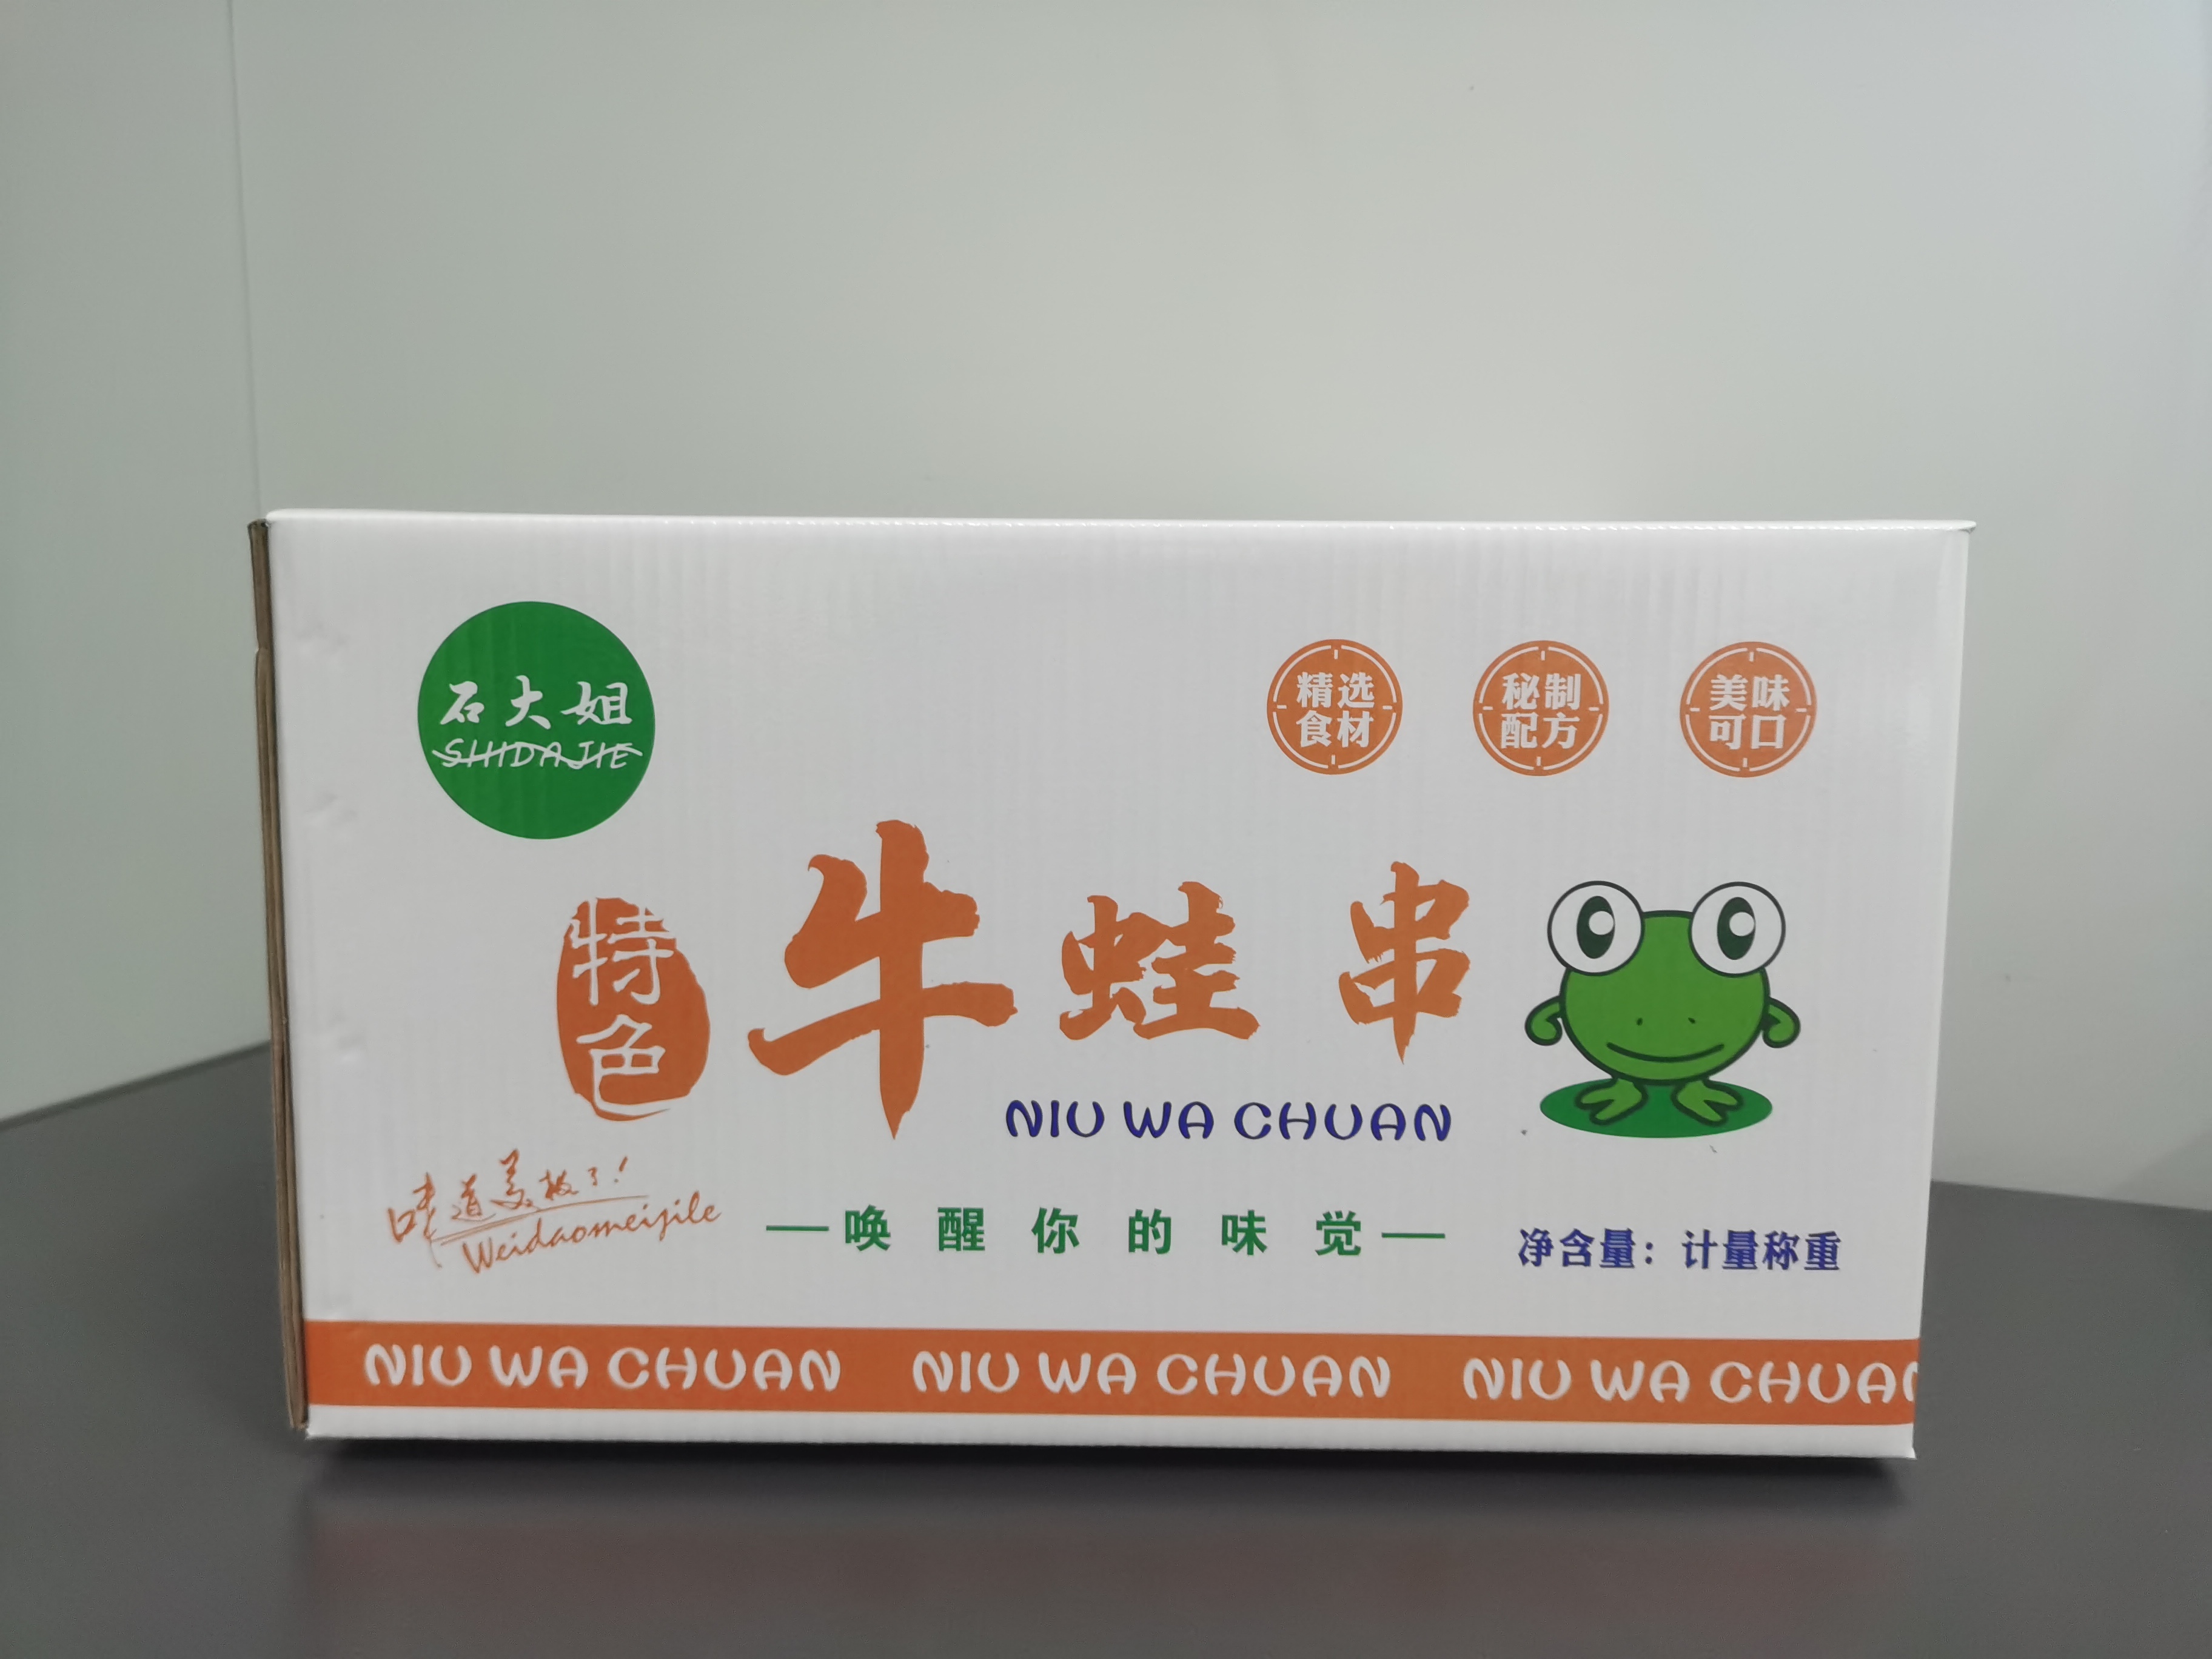 石大姐
SHIDAJIE
精选
食材
秘制
配方
美味
可口
特色
牛蛙串
NIU WA CHUAN
味道美极了!
Weidaomeijile
—唤醒你的味觉—
净含量：计量称重
NIU WA CHUAN NIU WA CHUAN NIU WA CHUAN